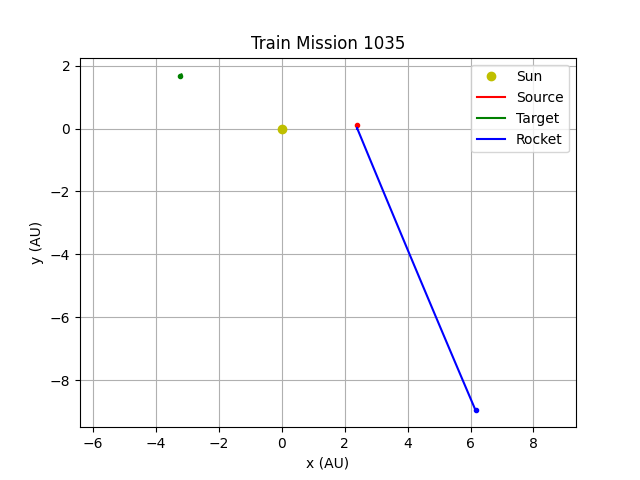 Train Mission 1035
Sun
Source
Target
Rocket
y (AU)
2
0
−2
−4
−6
−8
−6
−4
−2
0
2
4
6
8
x (AU)